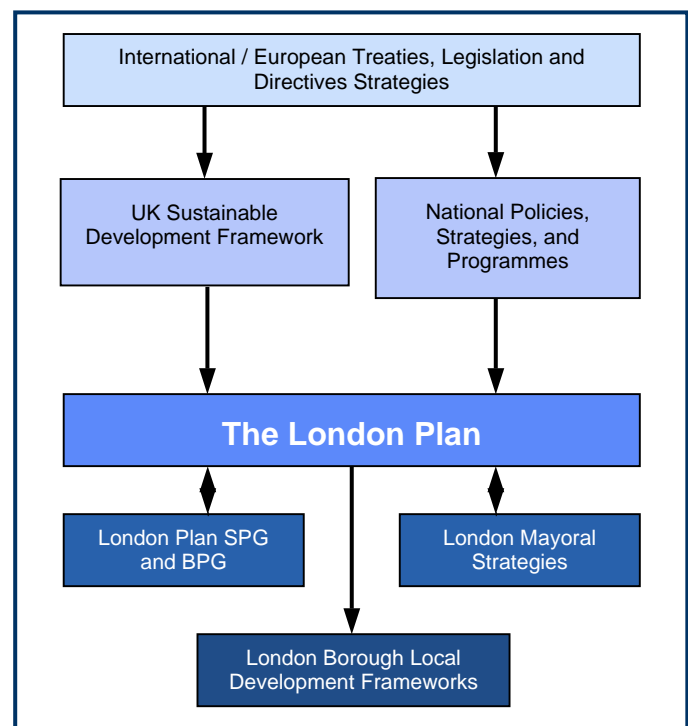 International / European Treaties, Legislation and
Directives Strategies
UK Sustainable
Development Framework
National Policies,
Strategies, and
Programmes
The London Plan
London Plan SPG
and BPG
London Mayoral
Strategies
London Borough Local
Development Frameworks